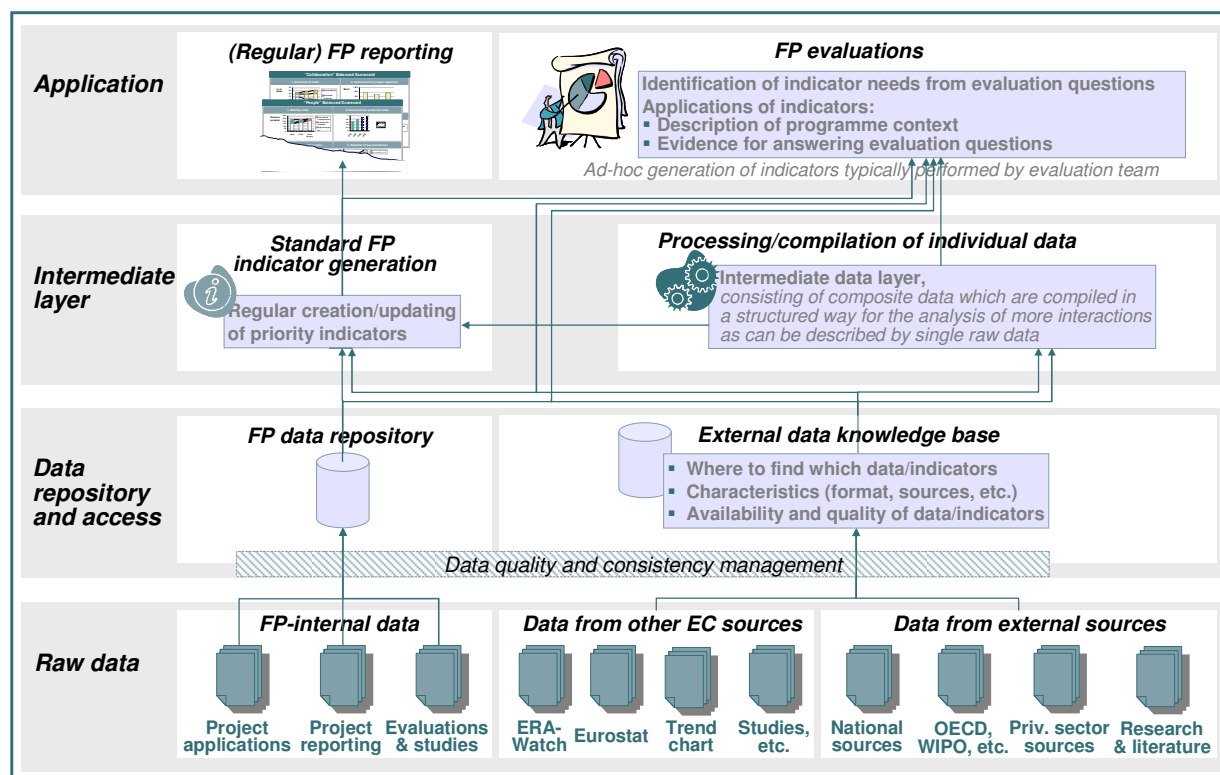 Application
(Regular) FP reporting
"Collaboration" Balanced Scorecard
"People" Balanced Scorecard
FP evaluations
Identification of indicator needs from evaluation questions
Applications of indicators:
▪ Description of programme context
▪ Evidence for answering evaluation questions
Ad-hoc generation of indicators typically performed by evaluation team
Intermediate
layer
Standard FP
indicator generation
i
Regular creation/updating
of priority indicators
Processing/compilation of individual data
Intermediate data layer,
consisting of composite data which are compiled in
a structured way for the analysis of more interactions
as can be described by single raw data
Data
repository
and access
FP data repository
External data knowledge base
▪ Where to find which data/indicators
▪ Characteristics (format, sources, etc.)
▪ Availability and quality of data/indicators
Data quality and consistency management
Raw data
FP-internal data
Project
applications
Project
reporting
Evaluations
& studies
Data from other EC sources
ERA-
Watch
Eurostat
Trend
chart
Studies,
etc.
Data from external sources
National
sources
OECD,
WIPO, etc.
Priv. sector
sources
Research
& literature